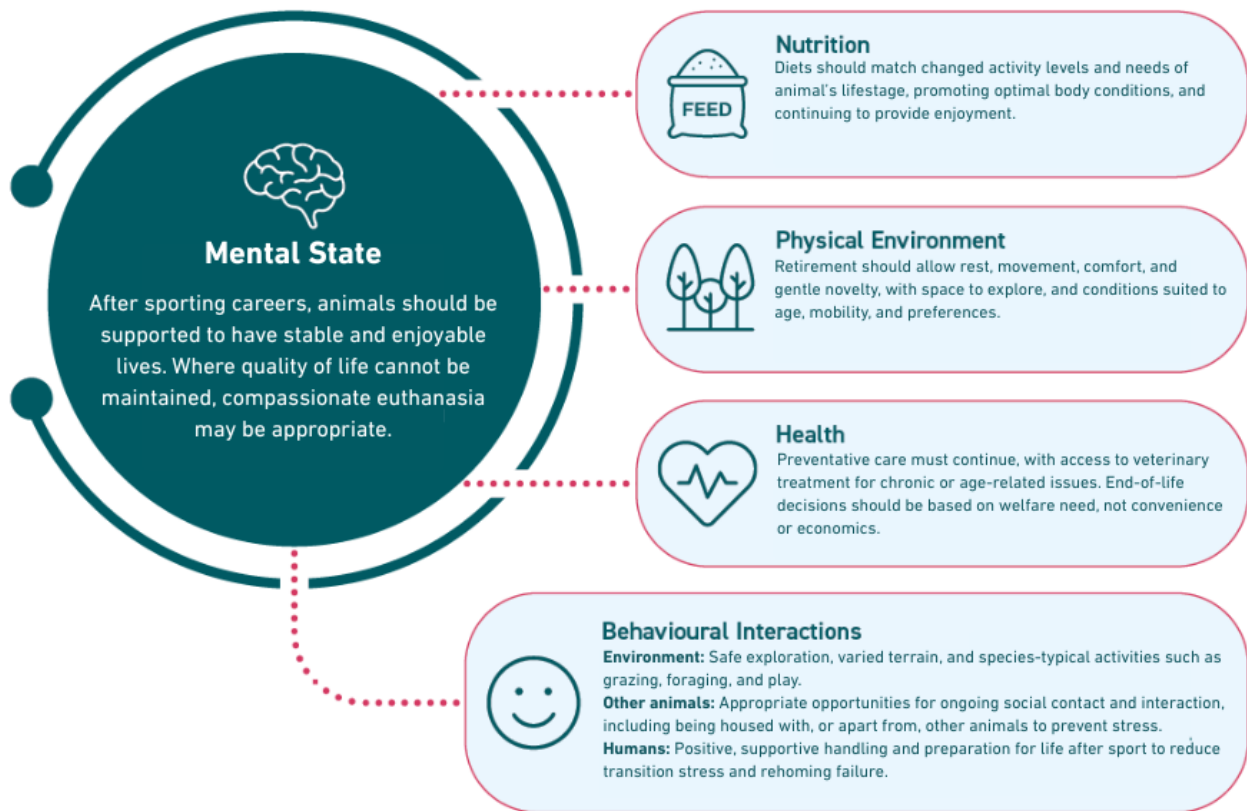 Mental State
After sporting careers, animals should be
supported to have stable and enjoyable
lives. Where quality of life cannot be
maintained, compassionate euthanasia
may be appropriate.
FEED
Nutrition
Diets should match changed activity levels and needs of
animal's lifestage, promoting optimal body conditions, and
continuing to provide enjoyment.
Physical Environment
Retirement should allow rest, movement, comfort, and
gentle novelty, with space to explore, and conditions suited to
age, mobility, and preferences.
Health
Preventative care must continue, with access to veterinary
treatment for chronic or age-related issues. End-of-life
decisions should be based on welfare need, not convenience
or economics.
Behavioural Interactions
Environment: Safe exploration, varied terrain, and species-typical activities such as
grazing, foraging, and play.
Other animals: Appropriate opportunities for ongoing social contact and interaction,
including being housed with, or apart from, other animals to prevent stress.
Humans: Positive, supportive handling and preparation for life after sport to reduce
transition stress and rehoming failure.